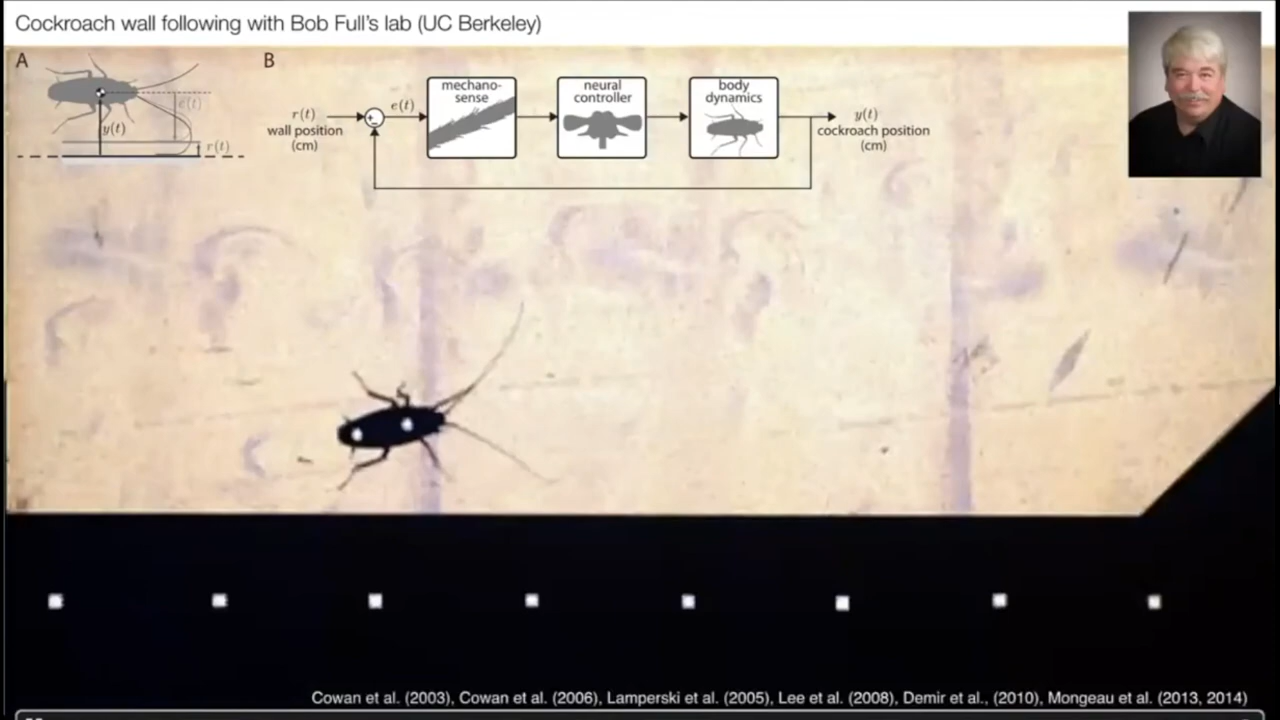 Cockroach wall following with Bob Full's lab (UC Berkeley)
A
e(t)
y(t)
r(t)
B
r(t)
wall position
(cm)
+
-
e(t)
mechano-
sense
neural
controller
body
dynamics
y(t)
cockroach position
(cm)
Cowan et al. (2003), Cowan et al. (2006), Lamperski et al. (2005), Lee et al. (2008), Demir et al., (2010), Mongeau et al. (2013, 2014)